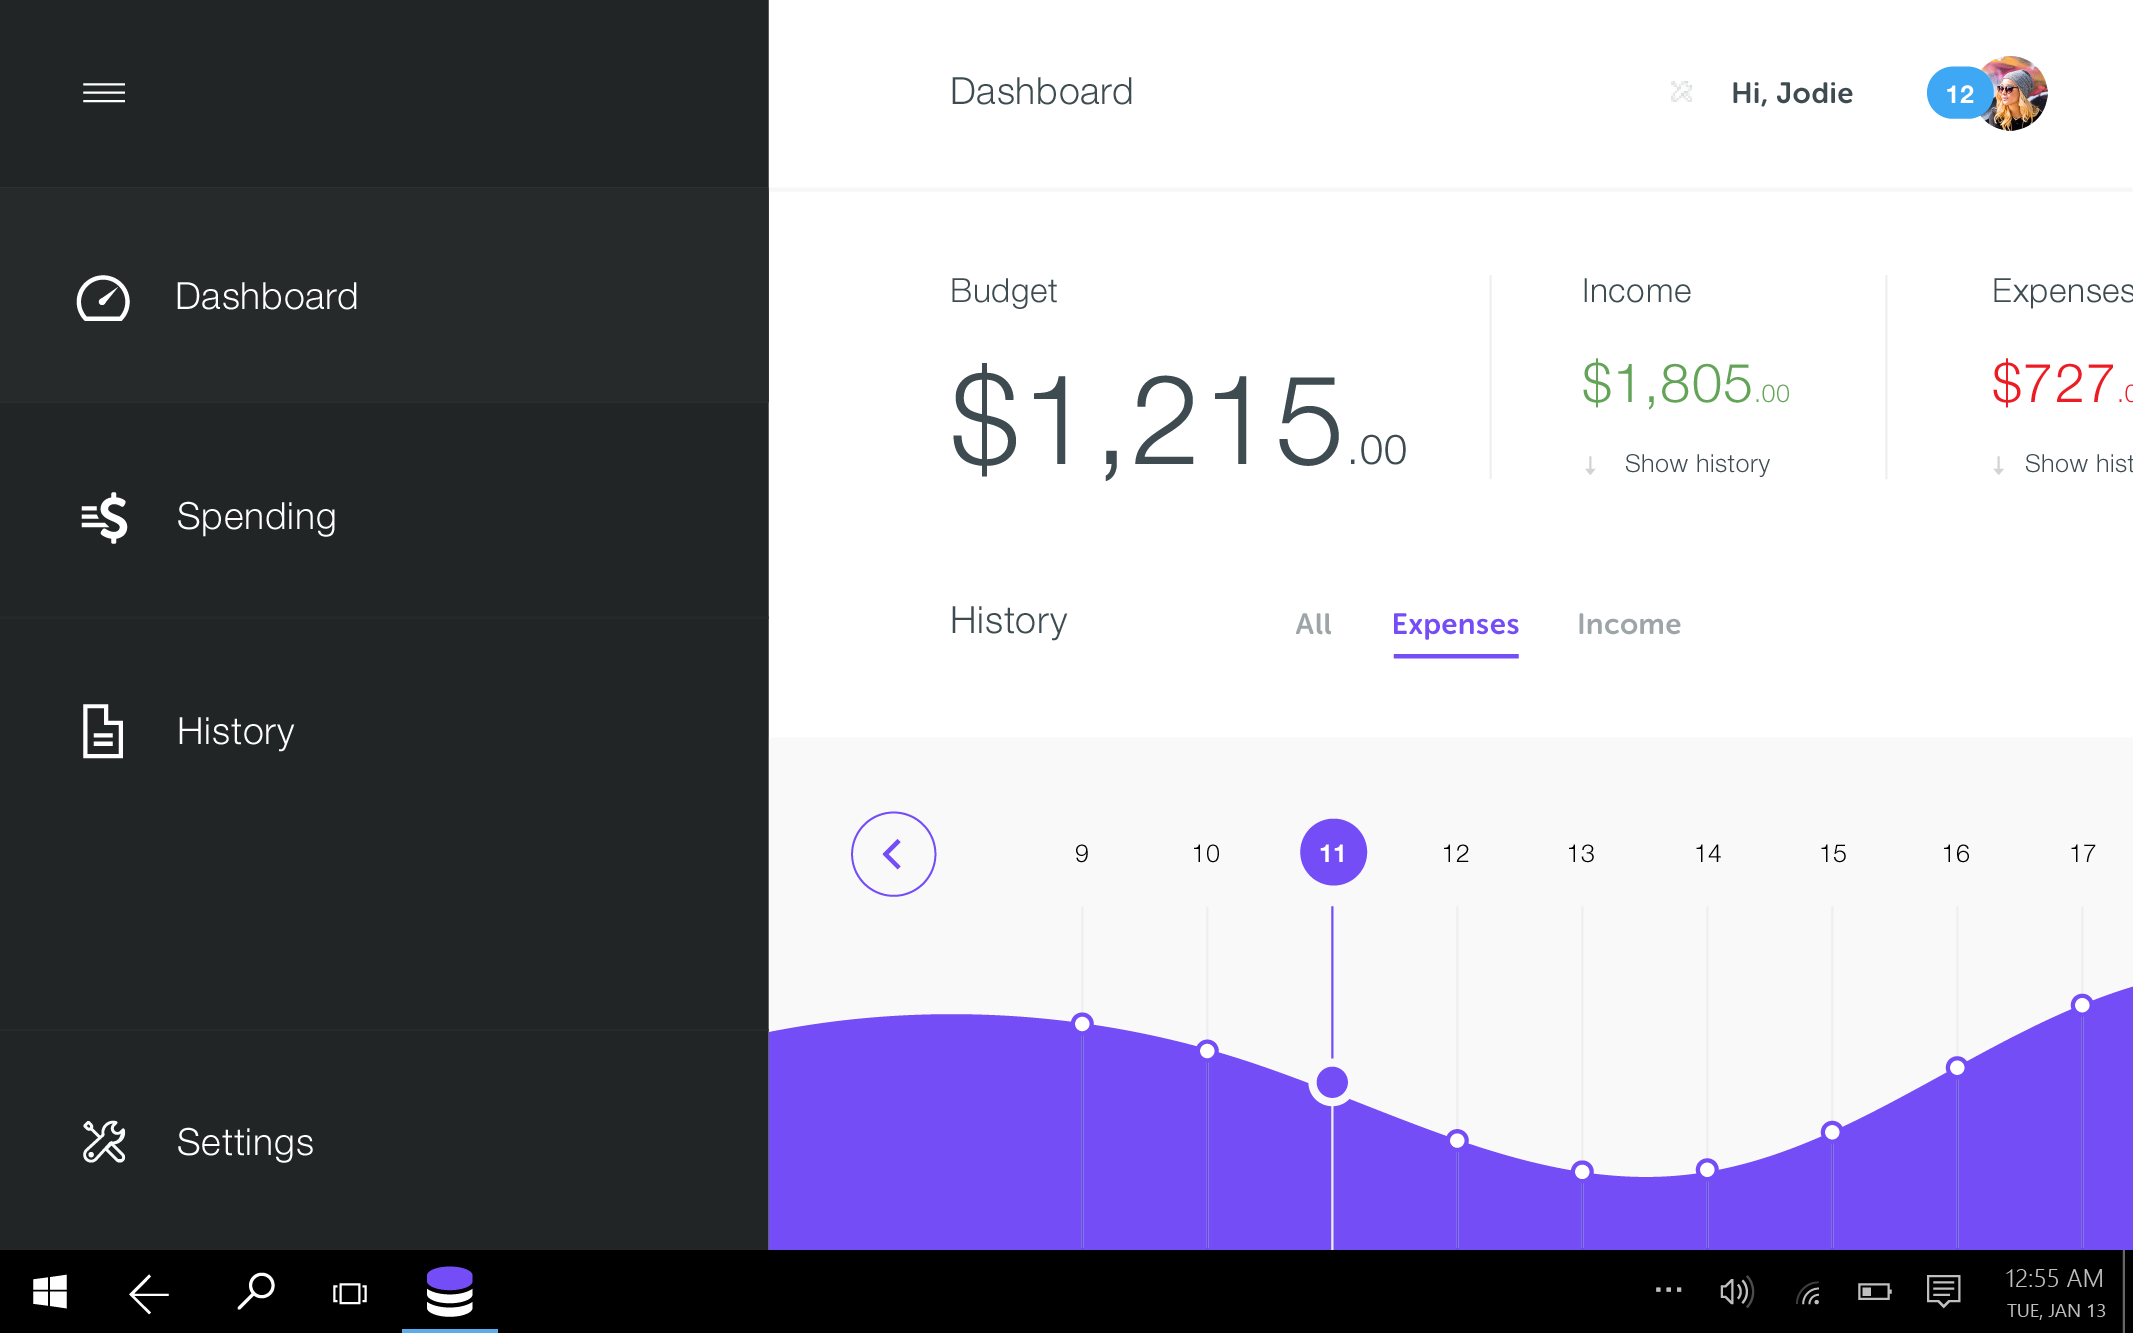 Dashboard
Hi, Jodie
12
Dashboard
Spending
History
Settings
Budget
$1,215.00
Income
$1,805.00
Show history
Expenses
$727.0
Show hist
History
All
Expenses
Income
9
10
11
12
13
14
15
16
17
12:55 AM
TUE, JAN 13